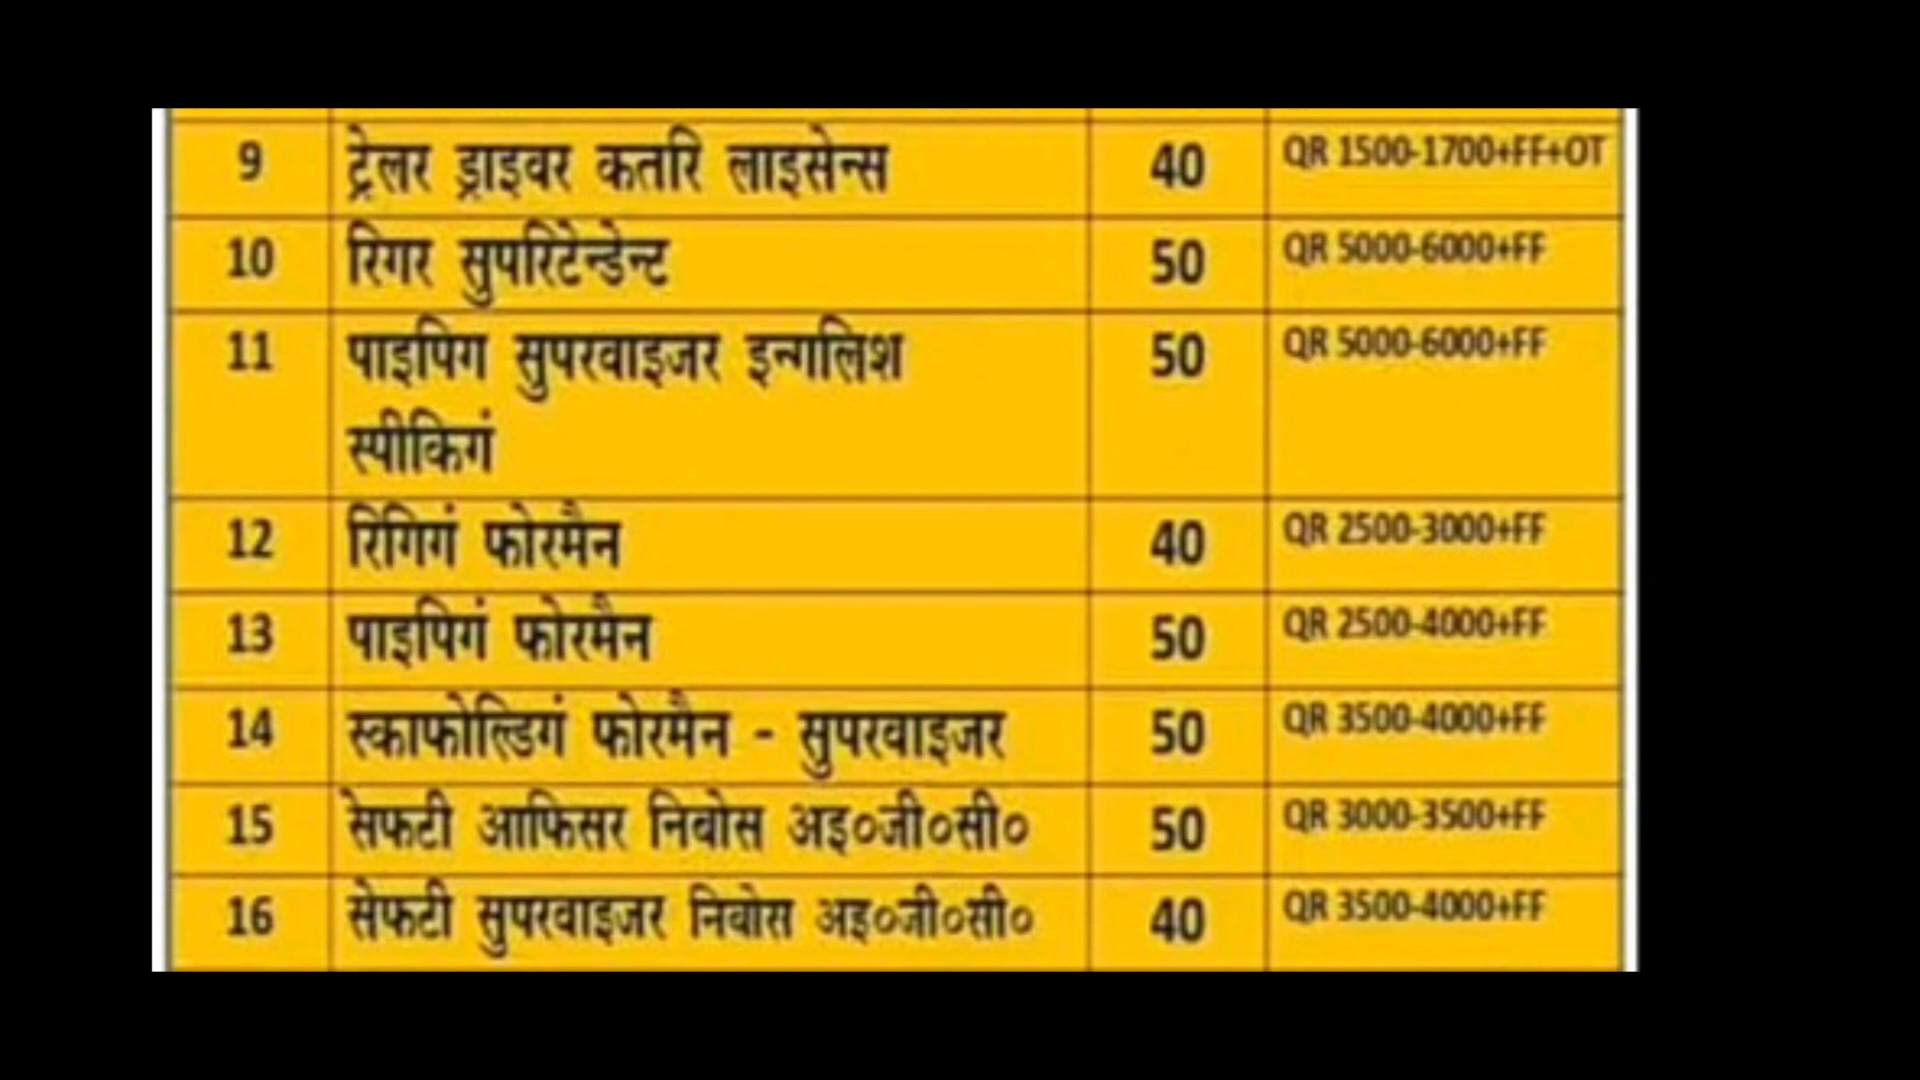 9 ट्रेलर ड्राइवर कतरि लाइसेन्स 40 QR 1500-1700+FF+OT
10 रिगर सुपरिटेन्डेन्ट 50 QR 5000-6000+FF
11 पाइपिग सुपरवाइजर इन्गलिश 50 QR 5000-6000+FF
स्पीकिगं
12 रिगिगं फोरमैन 40 QR 2500-3000+FF
13 पाइपिगं फोरमैन 50 QR 2500-4000+FF
14 स्काफोल्डिगं फोरमैन - सुपरवाइजर 50 QR 3500-4000+FF
15 सेफटी आफिसर निबोस अइ०जी०सी० 50 QR 3000-3500+FF
16 सेफटी सुपरवाइजर निबोस अइ०जी०सी० 40 QR 3500-4000+FF